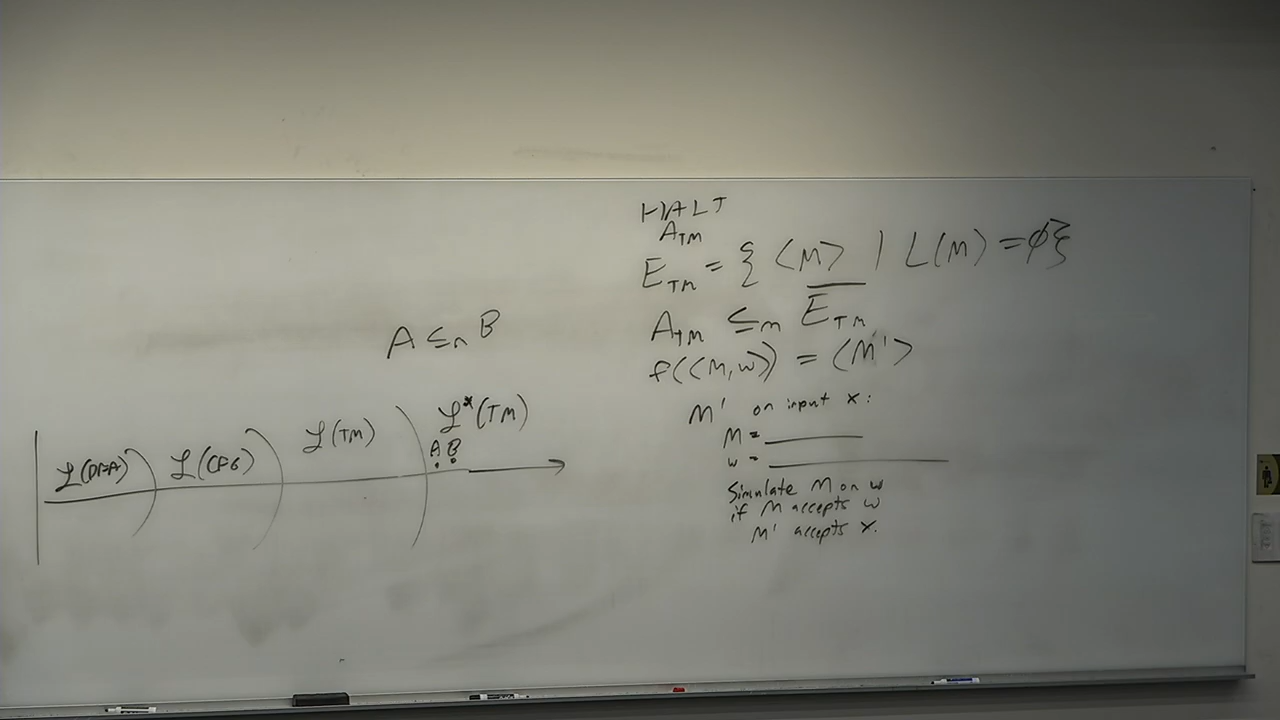 HALT
A_TM
E_TM = { ⟨M⟩ | L(M) = ∅}
A_TM ≤_m \overline{E_TM}
f(⟨M,w⟩) = ⟨M'⟩
M' on input x:
M = ______
w = ______
Simulate M on w
if M accepts w
M' accepts x.
A ≤_m B
ℒ(DFA) ℒ(CFG) ℒ(TM) ℒ*(TM)
A B